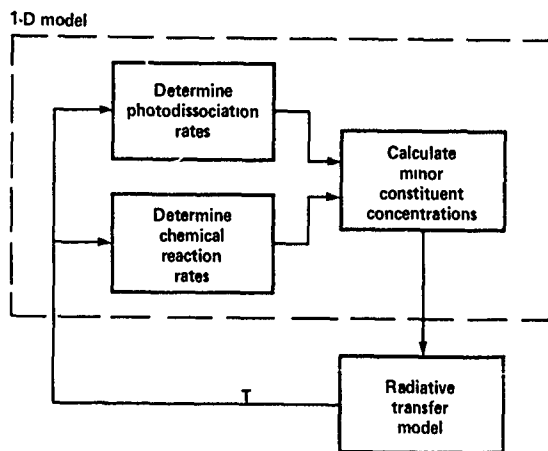 1-D model
Determine
photodissociation
rates
Determine
chemical
reaction
rates
Calculate
minor
constituent
concentrations
T
Radiative
transfer
model